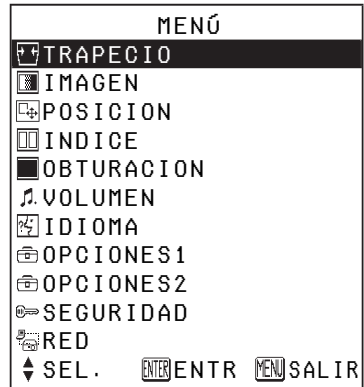 MENÚ
TRAPECIO
IMAGEN
POSICION
INDICE
OBTURACION
VOLUMEN
IDIOMA
OPCIONES1
OPCIONES2
SEGURIDAD
RED
SEL. ENTER ENTR MENU SALIR